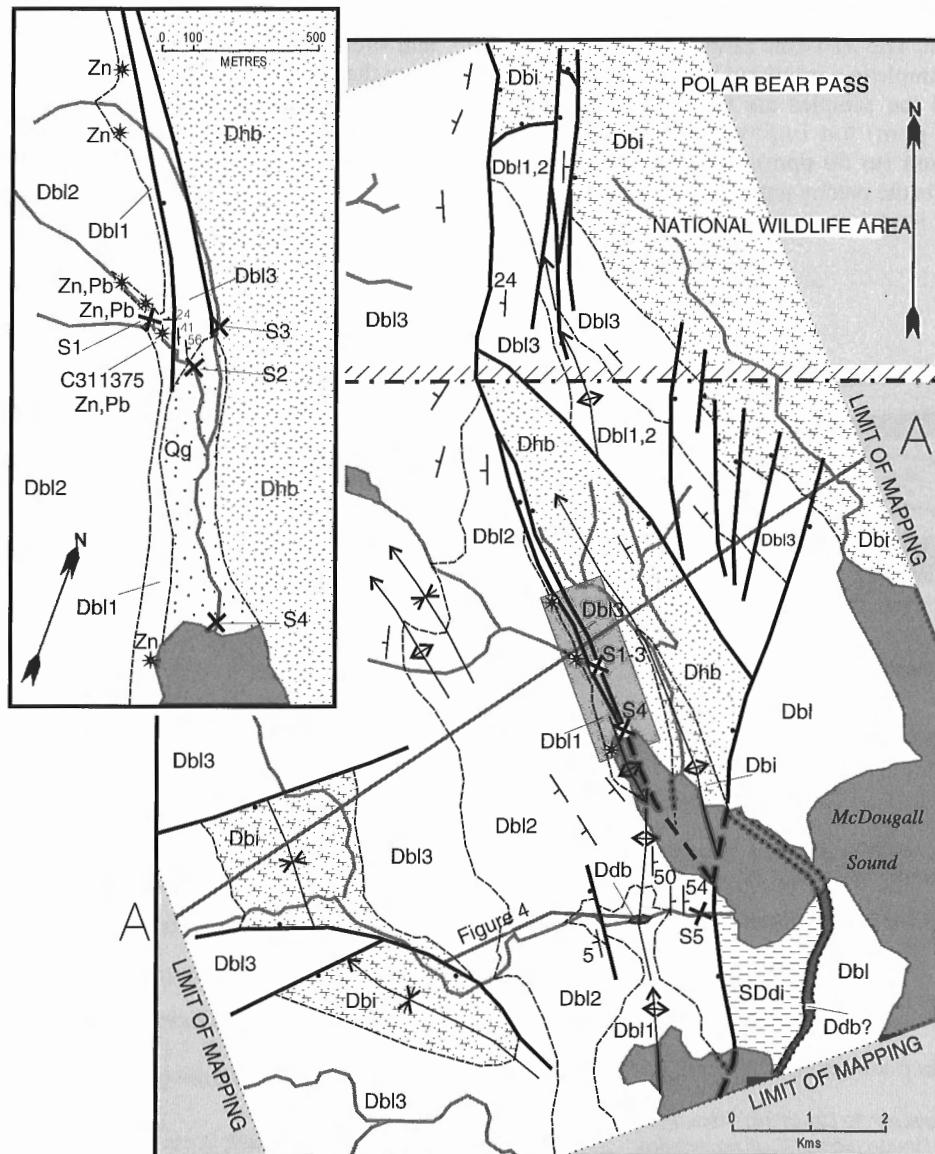 0 100 500
METRES
Zn
Zn
Dhb
Dbl2
Dbl1
Dbl3
Zn,Pb
Zn,Pb
24
41
56
S1
S3
S2
C311375
Zn,Pb
Qg
Dbl2
Dhb
N
Dbl1
S4
Zn
Dbi
POLAR BEAR PASS
N
Dbi
Dbl1,2
NATIONAL WILDLIFE AREA
24
Dbl3
Dbl3
Dbl3
Dbl1,2
LIMIT OF MAPPING
A
Dhb
Dbl2
Dbl3
Dbi
Dbl3
S1-3
Dhb
Dbl
S4
Dbl1
Dbi
Dbl3
McDougall
Sound
Dbl2
Dbi
Dbl3
Ddb
50
54
A
Figure 4
S5
5
Dbl3
Dbl
Dbi
Dbl2
SDdi
Dbl1
Ddb?
LIMIT OF MAPPING
LIMIT OF MAPPING
Dbl3
0 1 2
Kms